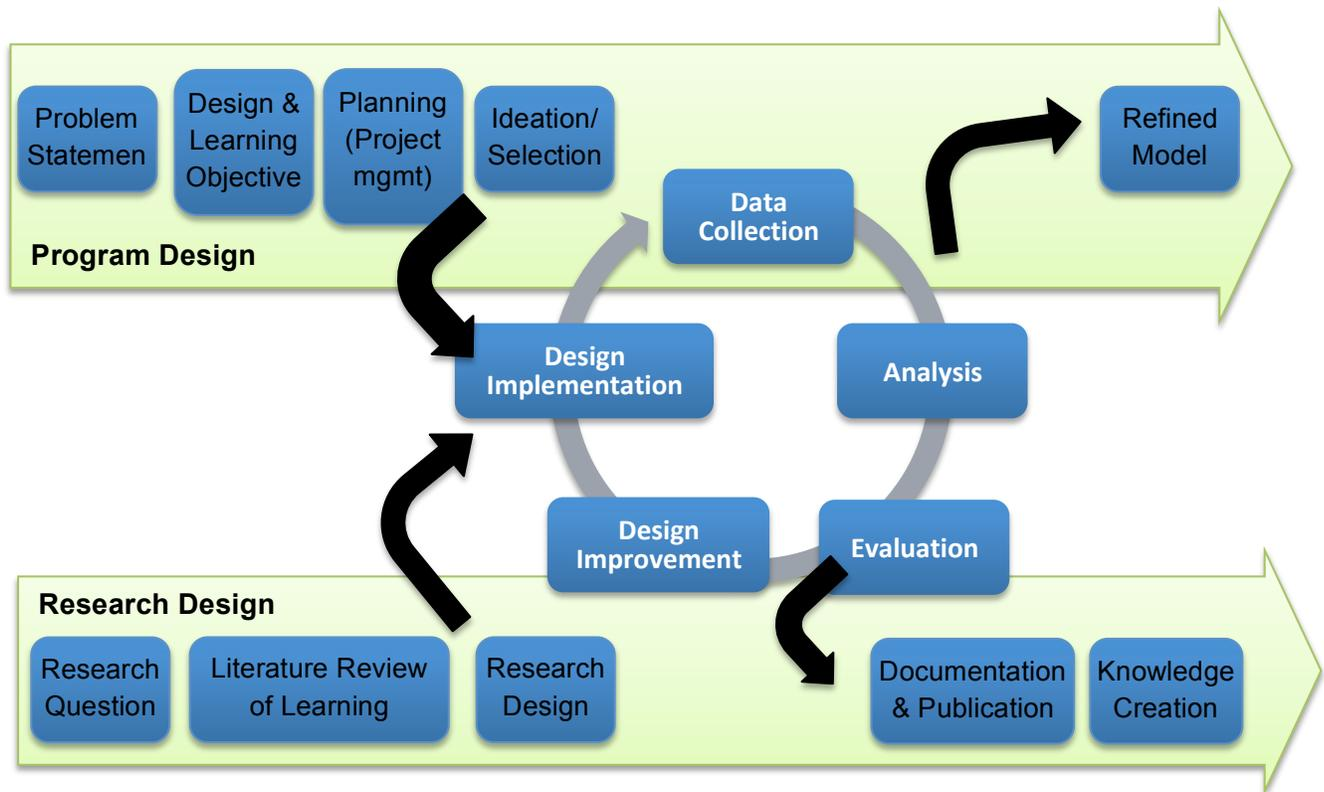 Problem
Statemen
Design &
Learning
Objective
Planning
(Project
mgmt)
Ideation/
Selection
Refined
Model
Program Design
Data
Collection
Analysis
Evaluation
Design
Improvement
Design
Implementation
Research Design
Research
Question
Literature Review
of Learning
Research
Design
Documentation
& Publication
Knowledge
Creation